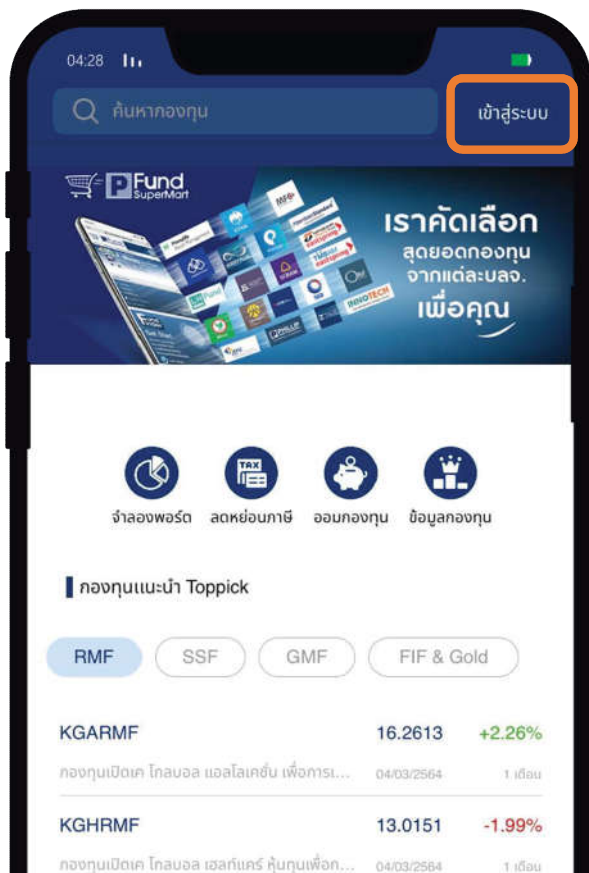 04:28
ค้นหากองทุน
เข้าสู่ระบบ
P Fund
SuperMart
เราคัดเลือก
สุดยอดกองทุน
จากแต่ละบลจ.
เพื่อคุณ
MFC
eastspring
INNOTECH
PHILLIP
TAX
จำลองพอร์ต ลดหย่อนภาษี ออมกองทุน ข้อมูลกองทุน
กองทุนแนะนำ Toppick
RMF SSF GMF FIF & Gold
KGARMF 16.2613 +2.26%
กองทุนเปิดเค โกลบอล แอลโลเคชั่น เพื่อการเ... 04/03/2564 1 เดือน
KGHRMF 13.0151 -1.99%
กองทุนเปิดเค โกลบอล เฮลท์แคร์ หุ้นทุนเพื่อก... 04/03/2564 1 เดือน